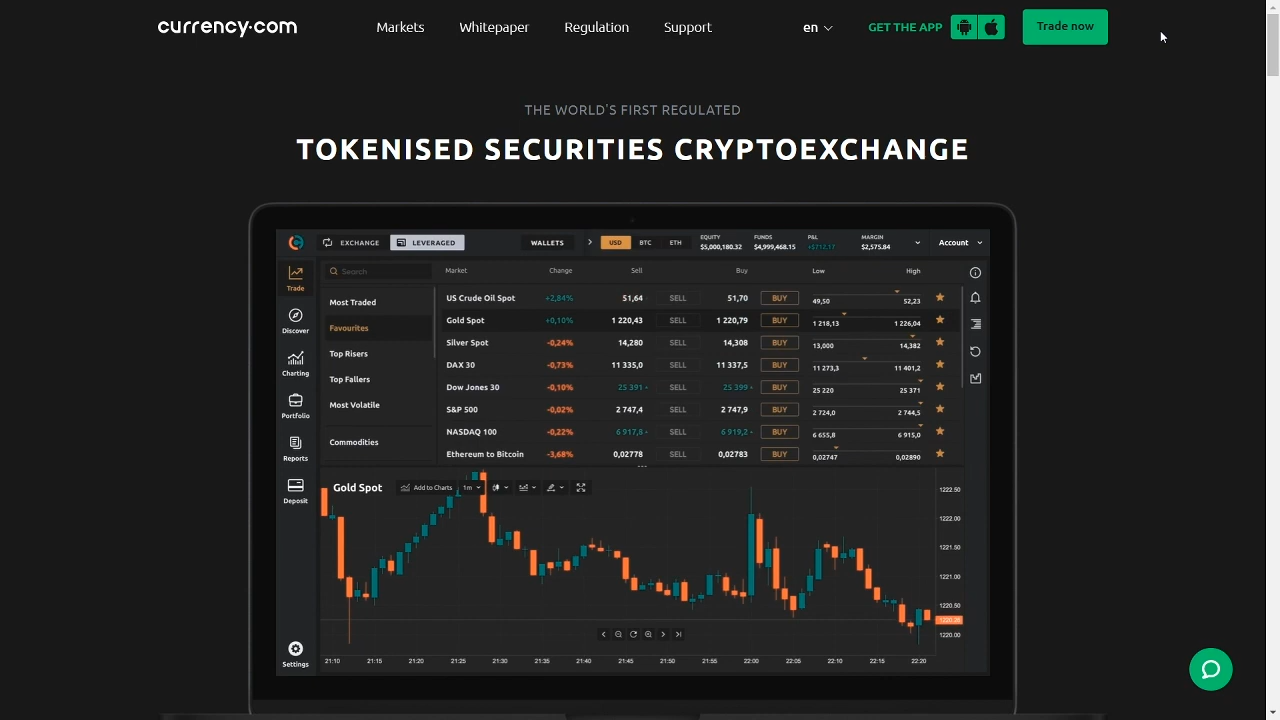 currency.com Markets Whitepaper Regulation Support en GET THE APP Trade now
THE WORLD'S FIRST REGULATED
TOKENISED SECURITIES CRYPTOEXCHANGE
EXCHANGE LEVERAGED WALLETS USD BTC ETH EQUITY FUNDS P&L MARGIN Account
$5,000,180.32 $4,999,468.15 +$712.17 $2,575.84
Trade
Discover
Charting
Portfolio
Reports
Deposit
Settings
Search
Most Traded
Favourites
Top Risers
Top Fallers
Most Volatile
Commodities
Market Change Sell Buy Low High
US Crude Oil Spot +2,84% 51,64 SELL 51,70 BUY 49,50 52,23
Gold Spot +0,10% 1 220,43 SELL 1 220,79 BUY 1 218,13 1 226,04
Silver Spot -0,24% 14,280 SELL 14,308 BUY 13,000 14,382
DAX 30 -0,73% 11 335,0 SELL 11 337,5 BUY 11 273,3 11 401,2
Dow Jones 30 -0,10% 25 391 SELL 25 399 BUY 25 220 25 371
S&P 500 -0,02% 2 747,4 SELL 2 747,9 BUY 2 724,0 2 744,5
NASDAQ 100 -0,22% 6 917,8 SELL 6 919,2 BUY 6 655,8 6 915,0
Ethereum to Bitcoin -3,68% 0,02778 SELL 0,02783 BUY 0,02747 0,02890
Gold Spot Add to Charts 1m
1222.50
1221.50
1221.00
1220.50
1220.26
1220.00
21:10 21:15 21:20 21:25 21:30 21:35 21:40 21:45 21:50 21:55 22:00 22:05 22:10 22:15 22:20